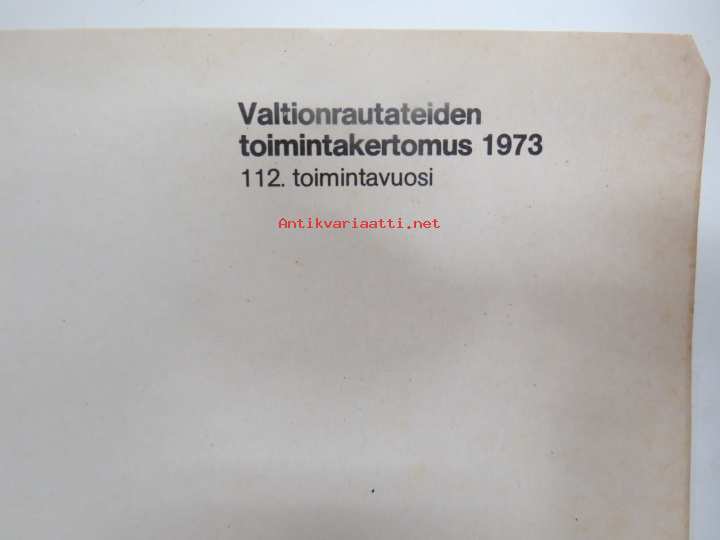 Valtionrautateiden
toimintakertomus 1973
112. toimintavuosi
Antikvariaatti.net